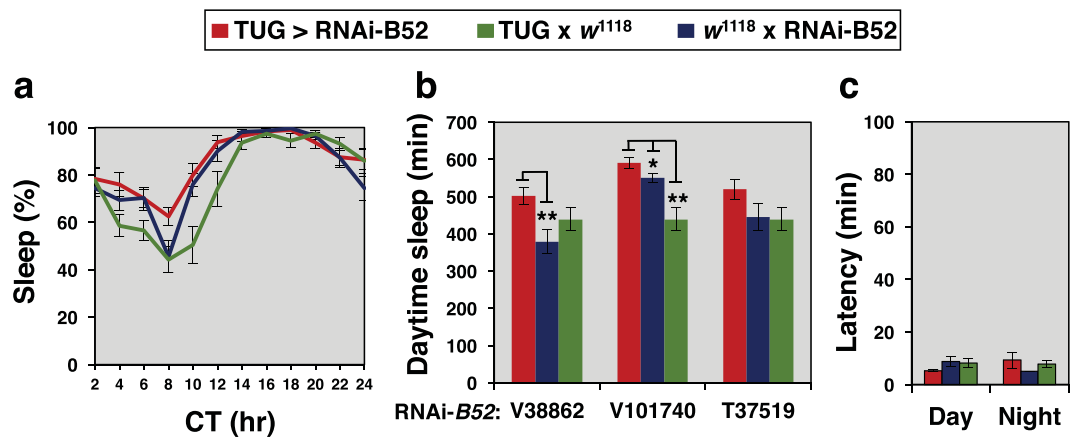 TUG > RNAi-B52 TUG x w1118 w1118 x RNAi-B52
a
b
c
Sleep (%)
100
80
60
40
20
0
2 4 6 8 10 12 14 16 18 20 22 24
CT (hr)
Daytime sleep (min)
700
600
500
400
300
200
100
0
**
*
**
RNAi-B52: V38862 V101740 T37519
Latency (min)
100
80
60
40
20
0
Day Night